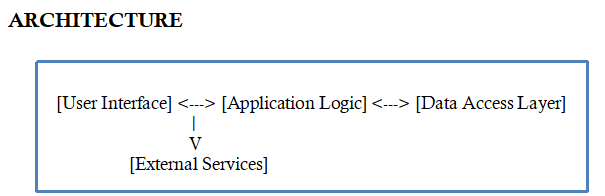 ARCHITECTURE
[User Interface] <---> [Application Logic] <---> [Data Access Layer]
|
V
[External Services]